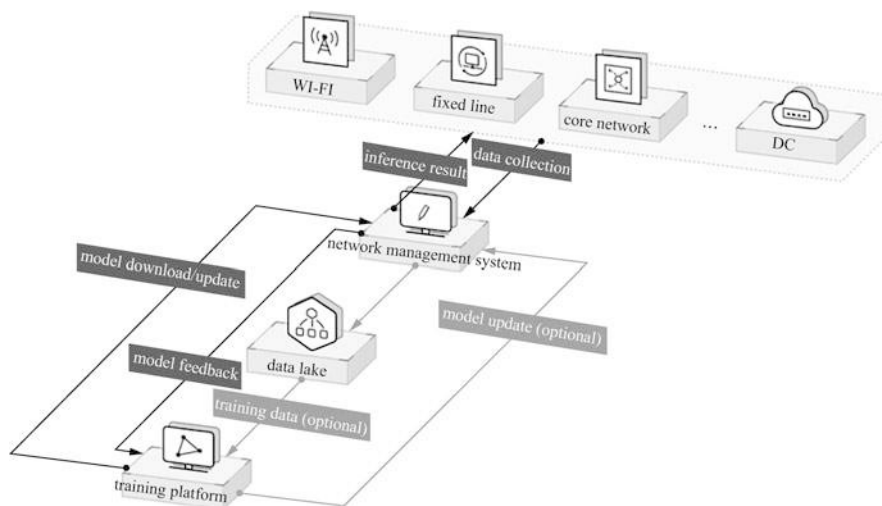 WI-FI
fixed line
core network
...
DC
inference result
data collection
network management system
model download/update
model update (optional)
data lake
model feedback
training data (optional)
training platform